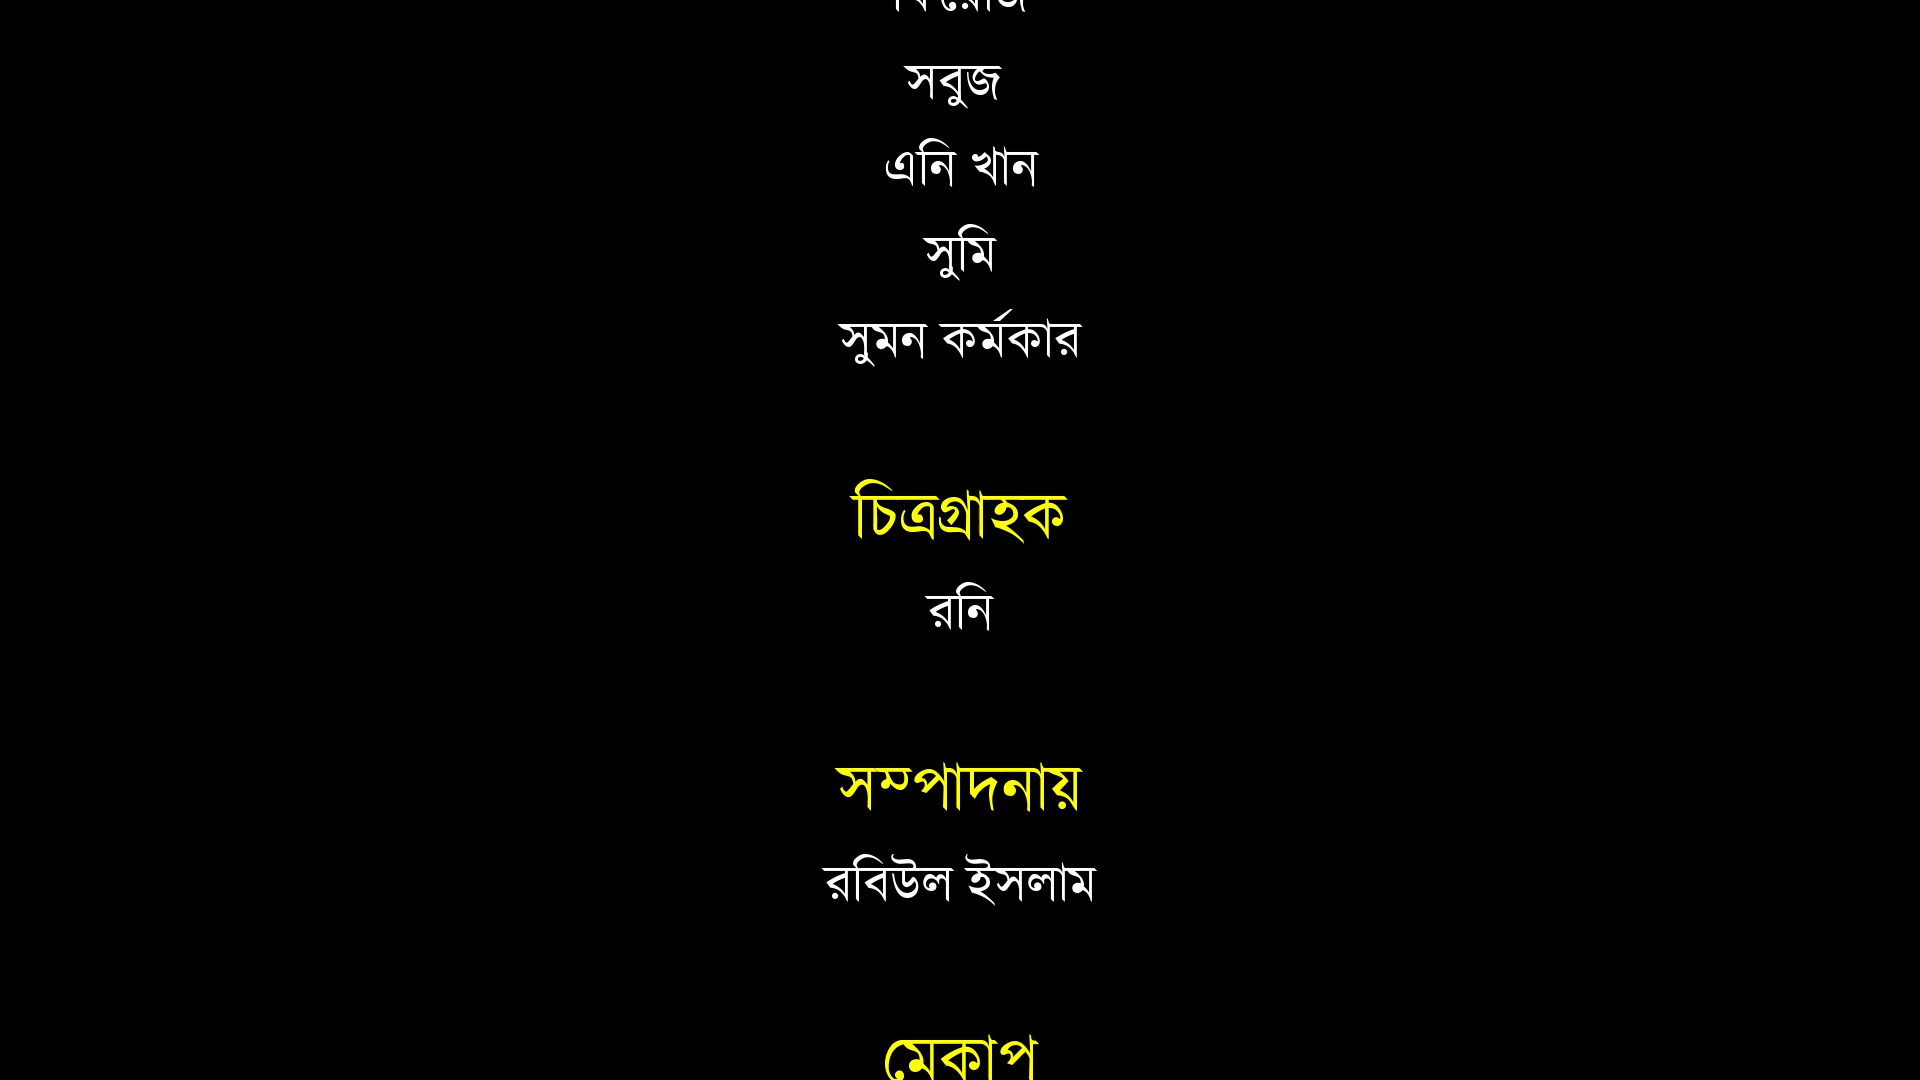 সবুজ
এনি খান
সুমি
সুমন কর্মকার
চিত্রগ্রাহক
রনি
সম্পাদনায়
রবিউল ইসলাম
মেকাপ